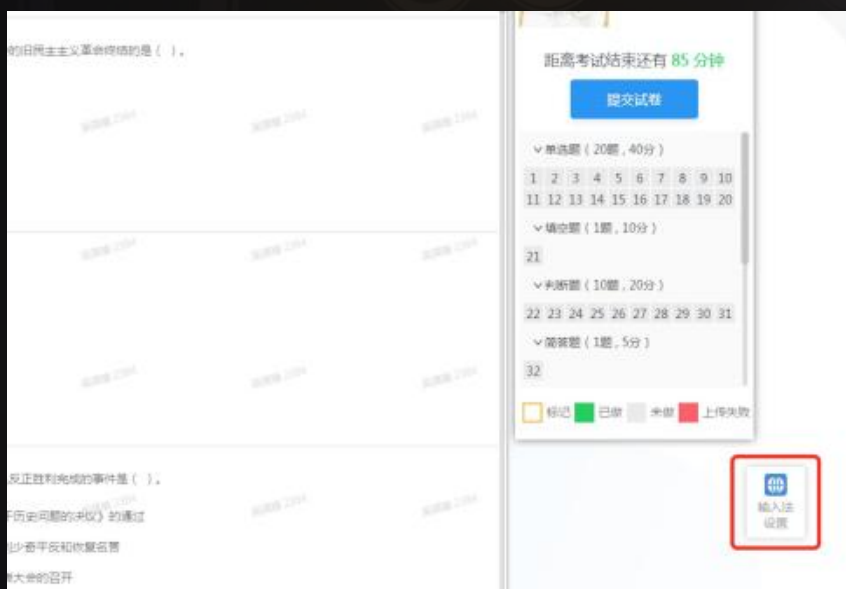 的旧民主主义革命终结的是（ ）。
距离考试结束还有 85 分钟
提交试卷
单选题（20题，40分）
1 2 3 4 5 6 7 8 9 10
11 12 13 14 15 16 17 18 19 20
填空题（1题，10分）
21
判断题（10题，20分）
22 23 24 25 26 27 28 29 30 31
简答题（1题，5分）
32
标记 已做 未做 上传失败
反正胜利完成的事件是（ ）。
于历史问题的决议》的通过
刘少奇平反和恢复名誉
大会的召开
输入法
设置